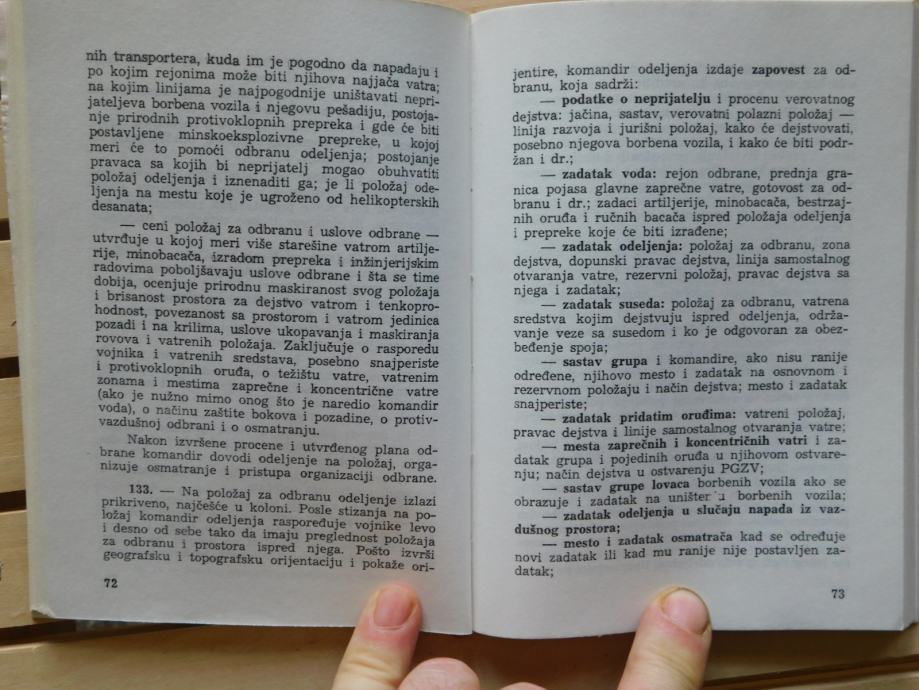 nih transportera, kuda im je pogodno da napadaju i
po kojim rejonima može biti njihova najjača vatra;
na kojim linijama je najpogodnije uništavati nepri-
jateljeva borbena vozila i njegovu pešadiju, postoja-
nje prirodnih protivoklopnih prepreka i gde će biti
postavljene minskoeksplozivne prepreke, u kojoj
meri će to pomoći odbranu odeljenja; postojanje
pravaca sa kojih bi neprijatelj mogao obuhvatiti
položaj odeljenja i iznenaditi ga; je li položaj ode-
ljenja na mestu koje je ugroženo od helikopterskih
desanata;
— ceni položaj za odbranu i uslove odbrane —
utvrđuje u kojoj meri više starešine vatrom artilje-
rije, minobacača, izradom prepreka i inžinjerijskim
radovima poboljšavaju uslove odbrane i šta se time
dobija, ocenjuje prirodnu maskiranost svog položaja
i brisanost prostora za dejstvo vatrom i tenkopro-
hodnost, povezanost sa prostorom i vatrom jedinica
pozadi i na krilima, uslove ukopavanja i maskiranja
rovova i vatrenih položaja. Zaključuje o rasporedu
vojnika i vatrenih sredstava, posebno snajperiste
i protivoklopnih oruđa, o težištu vatre, vatrenim
zonama i mestima zaprečne i koncentrične vatre
(ako je nužno mimo onog što je naredio komandir
voda), o načinu zaštite bokova i pozadine, o protiv-
vazdušnoj odbrani i o osmatranju.
Nakon izvršene procene i utvrđenog plana od-
brane komandir dovodi odeljenje na položaj, orga-
nizuje osmatranje i pristupa organizaciji odbrane.
133. — Na položaj za odbranu odeljenje izlazi
prikriveno, najčešće u koloni. Posle stizanja na po-
ložaj komandir odeljenja raspoređuje vojnike levo
i desno od sebe tako da imaju preglednost položaja
za odbranu i prostora ispred njega. Pošto izvrši
geografsku i topografsku orijentaciju i pokaže ori-
72
jentire, komandir odeljenja izdaje zapovest za od-
branu, koja sadrži:
— podatke o neprijatelju i procenu verovatnog
dejstva: jačina, sastav, verovatni polazni položaj —
linija razvoja i jurišni položaj, kako će dejstvovati,
posebno njegova borbena vozila, i kako će biti podr-
žan i dr.;
— zadatak voda: rejon odbrane, prednja gra-
nica pojasa glavne zaprečne vatre, gotovost za od-
branu i dr.; zadaci artiljerije, minobacača, bestrzaj-
nih oruđa i ručnih bacača ispred položaja odeljenja
i prepreke koje će biti izrađene;
— zadatak odeljenja: položaj za odbranu, zona
dejstva, dopunski pravac dejstva, linija samostalnog
otvaranja vatre, rezervni položaj, pravac dejstva sa
njega i zadatak;
— zadatak suseda: položaj za odbranu, vatrena
sredstva kojim dejstvuju ispred odeljenja, održa-
vanje veze sa susedom i ko je odgovoran za obez-
beđenje spoja;
— sastav grupa i komandire, ako nisu ranije
određene, njihovo mesto i zadatak na osnovnom i
rezervnom položaju i način dejstva; mesto i zadatak
snajperiste;
— zadatak pridatim oruđima: vatreni položaj,
pravac dejstva i linije samostalnog otvaranja vatre;
— mesta zaprečnih i koncentričnih vatri i za-
datak grupa i pojedinih oruđa u njihovom ostvare-
nju; način dejstva u ostvarenju PGZV;
— sastav grupe lovaca borbenih vozila ako se
obrazuje i zadatak na borbenih vozila;
— zadatak odeljenja u slučaju napada iz vaz-
dušnog prostora;
— mesto i zadatak osmatrača kad se određuje
novi zadatak ili kad mu ranije nije postavljen za-
datak;
73